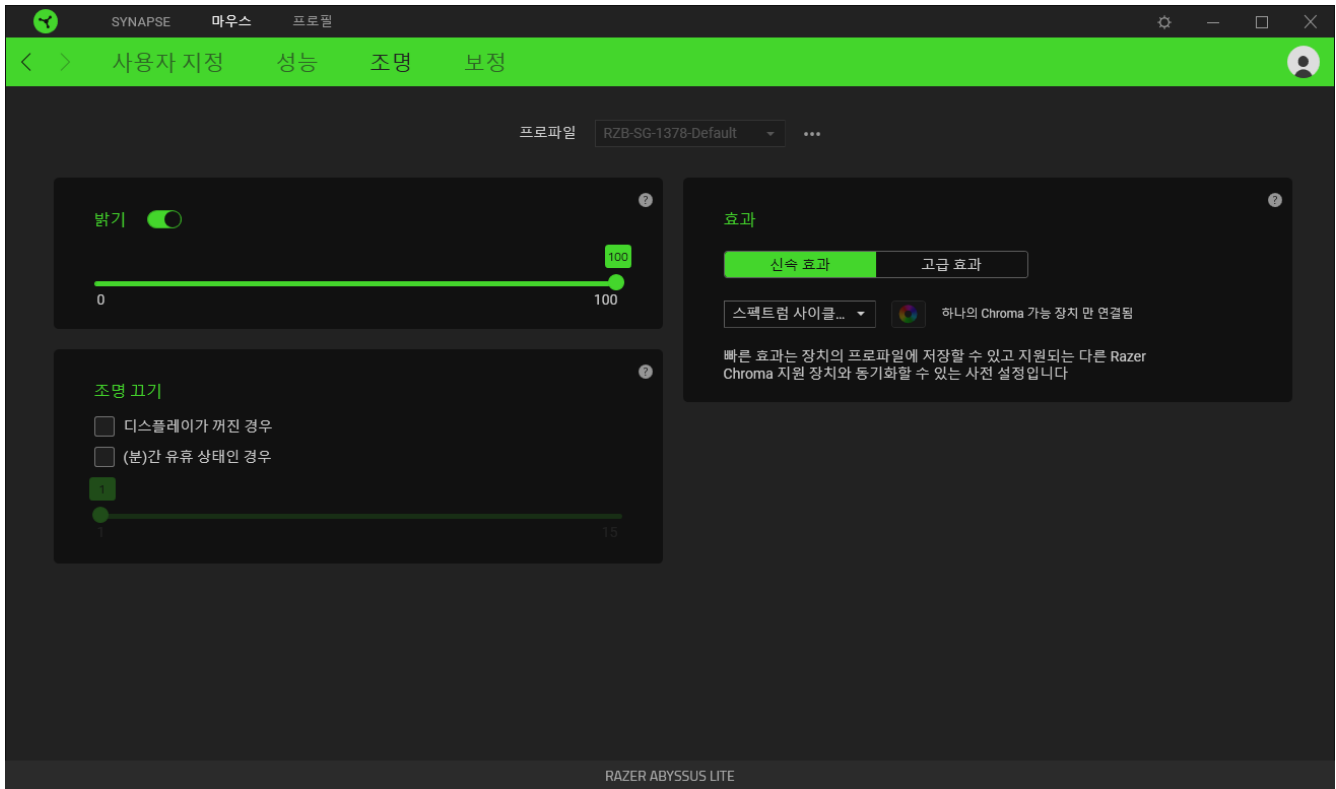 SYNAPSE 마우스 프로필
사용자 지정 성능 조명 보정
프로파일 RZB-SG-1378-Default
밝기
100
0 100
조명 끄기
디스플레이가 꺼진 경우
(분)간 유휴 상태인 경우
1
1 15
효과
신속 효과 고급 효과
스펙트럼 사이클... 하나의 Chroma 가능 장치 만 연결됨
빠른 효과는 장치의 프로파일에 저장할 수 있고 지원되는 다른 Razer
Chroma 지원 장치와 동기화할 수 있는 사전 설정입니다
RAZER ABYSSUS LITE